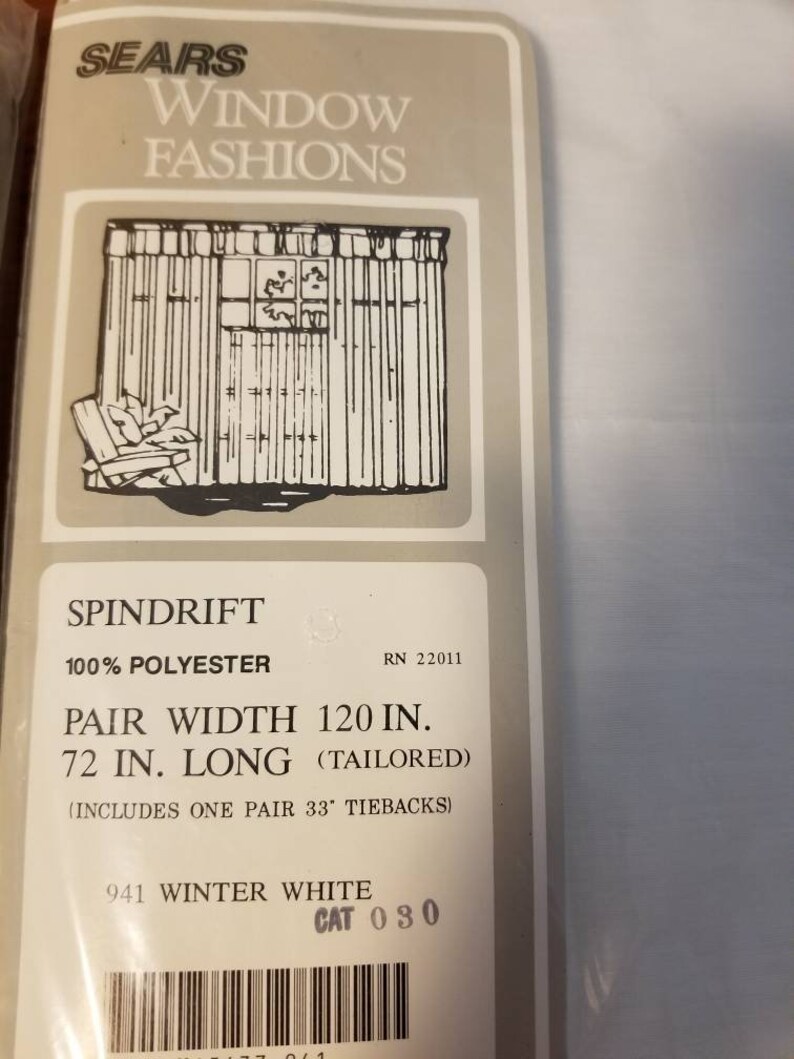 SEARS
WINDOW
FASHIONS
SPINDRIFT
100% POLYESTER RN 22011
PAIR WIDTH 120 IN.
72 IN. LONG (TAILORED)
(INCLUDES ONE PAIR 33" TIEBACKS)
941 WINTER WHITE
CAT 030